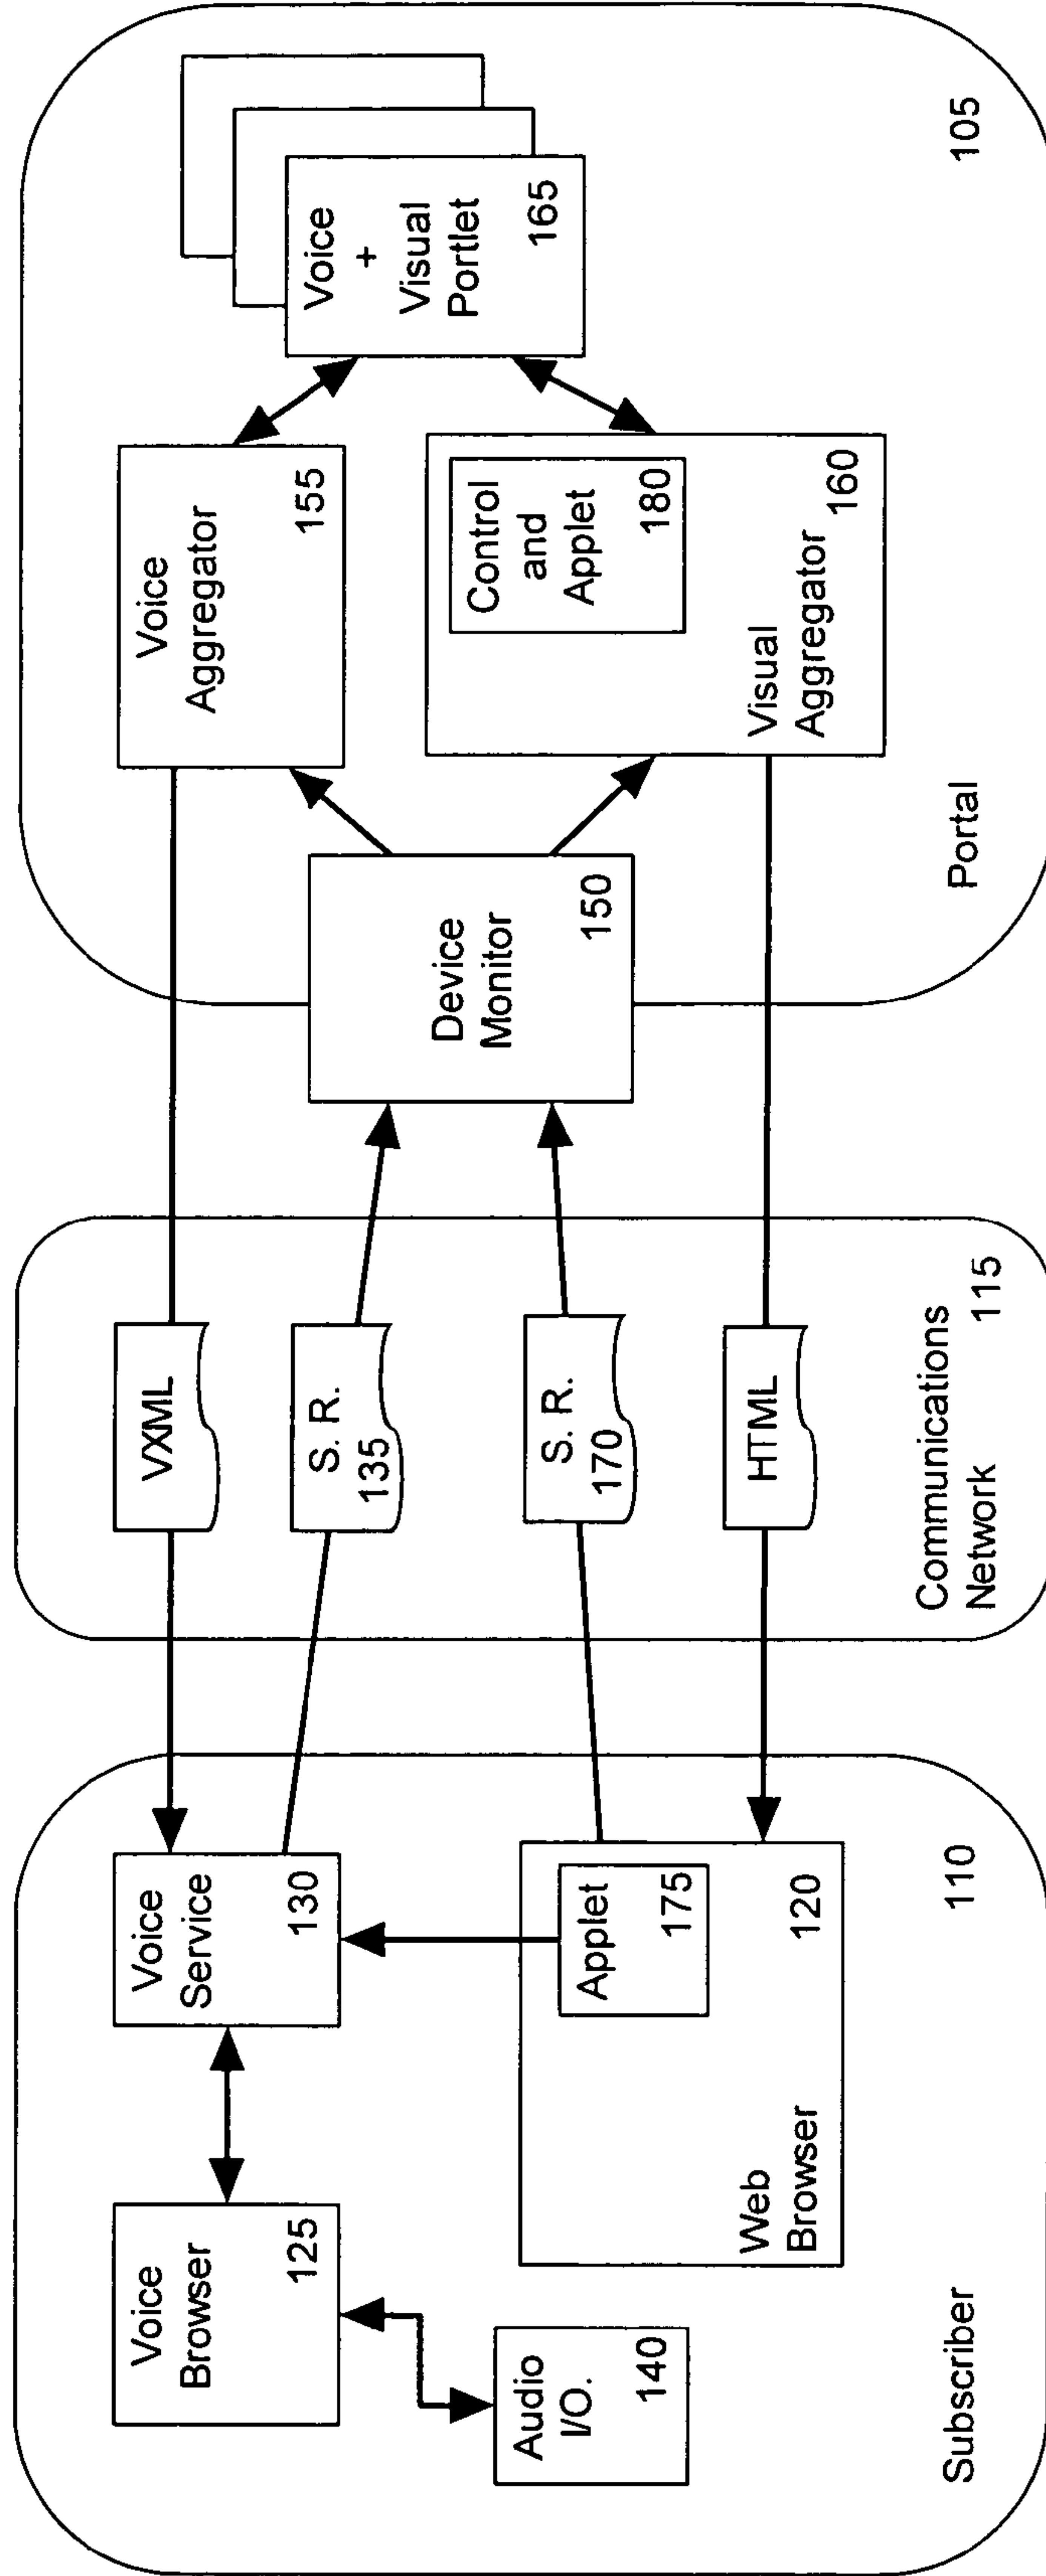 Voice
Browser
125
Audio
I/O.
140
Voice
Service
130
Applet
175
Web
Browser
120
Subscriber
110
VXML
S. R.
135
S. R.
170
HTML
Communications
Network
115
Device
Monitor
150
Voice
Aggregator
155
Control
and
Applet
180
Visual
Aggregator
160
Voice
+
Visual
Portlet
165
Portal
105